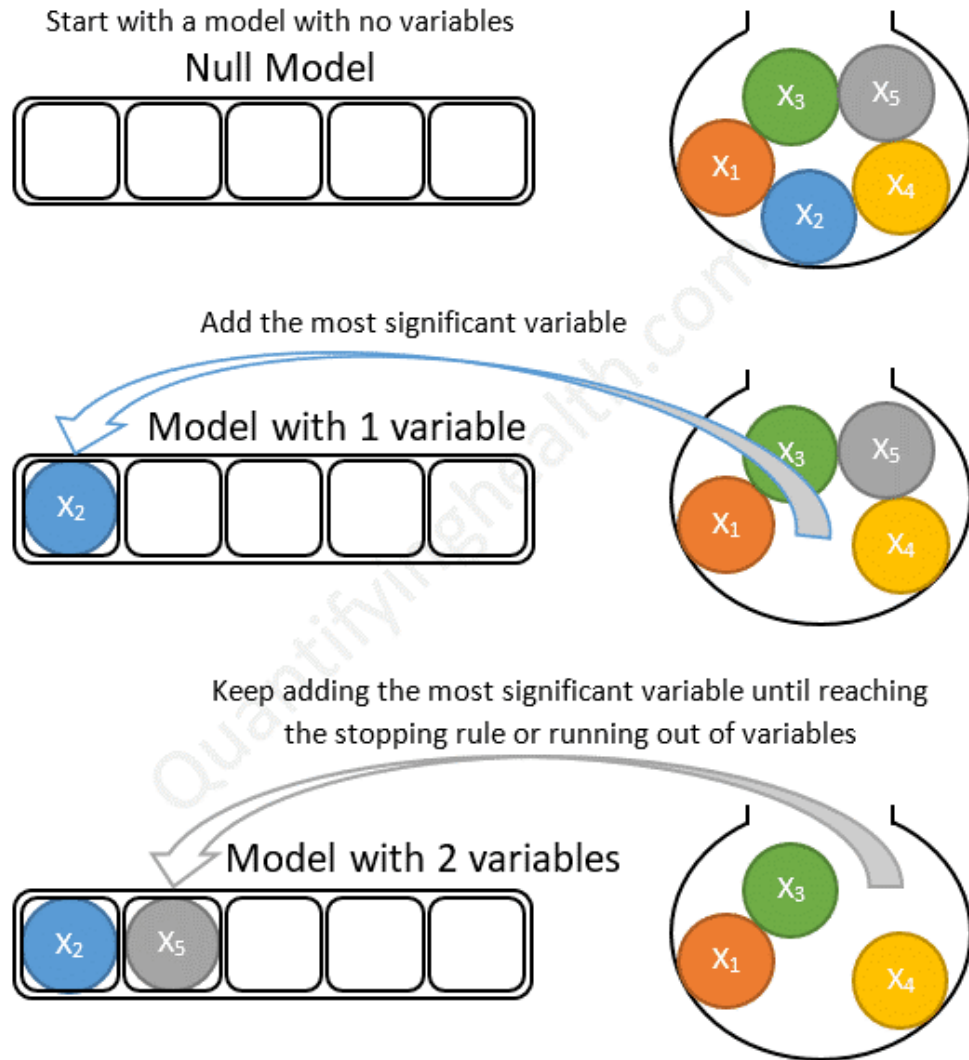 Start with a model with no variables
Null Model
X₃
X₅
X₁
X₄
X₂
Add the most significant variable
Model with 1 variable
X₂
X₃
X₅
X₁
X₄
Keep adding the most significant variable until reaching
the stopping rule or running out of variables
Model with 2 variables
X₂
X₅
X₃
X₁
X₄
Quantifyinghealth.com